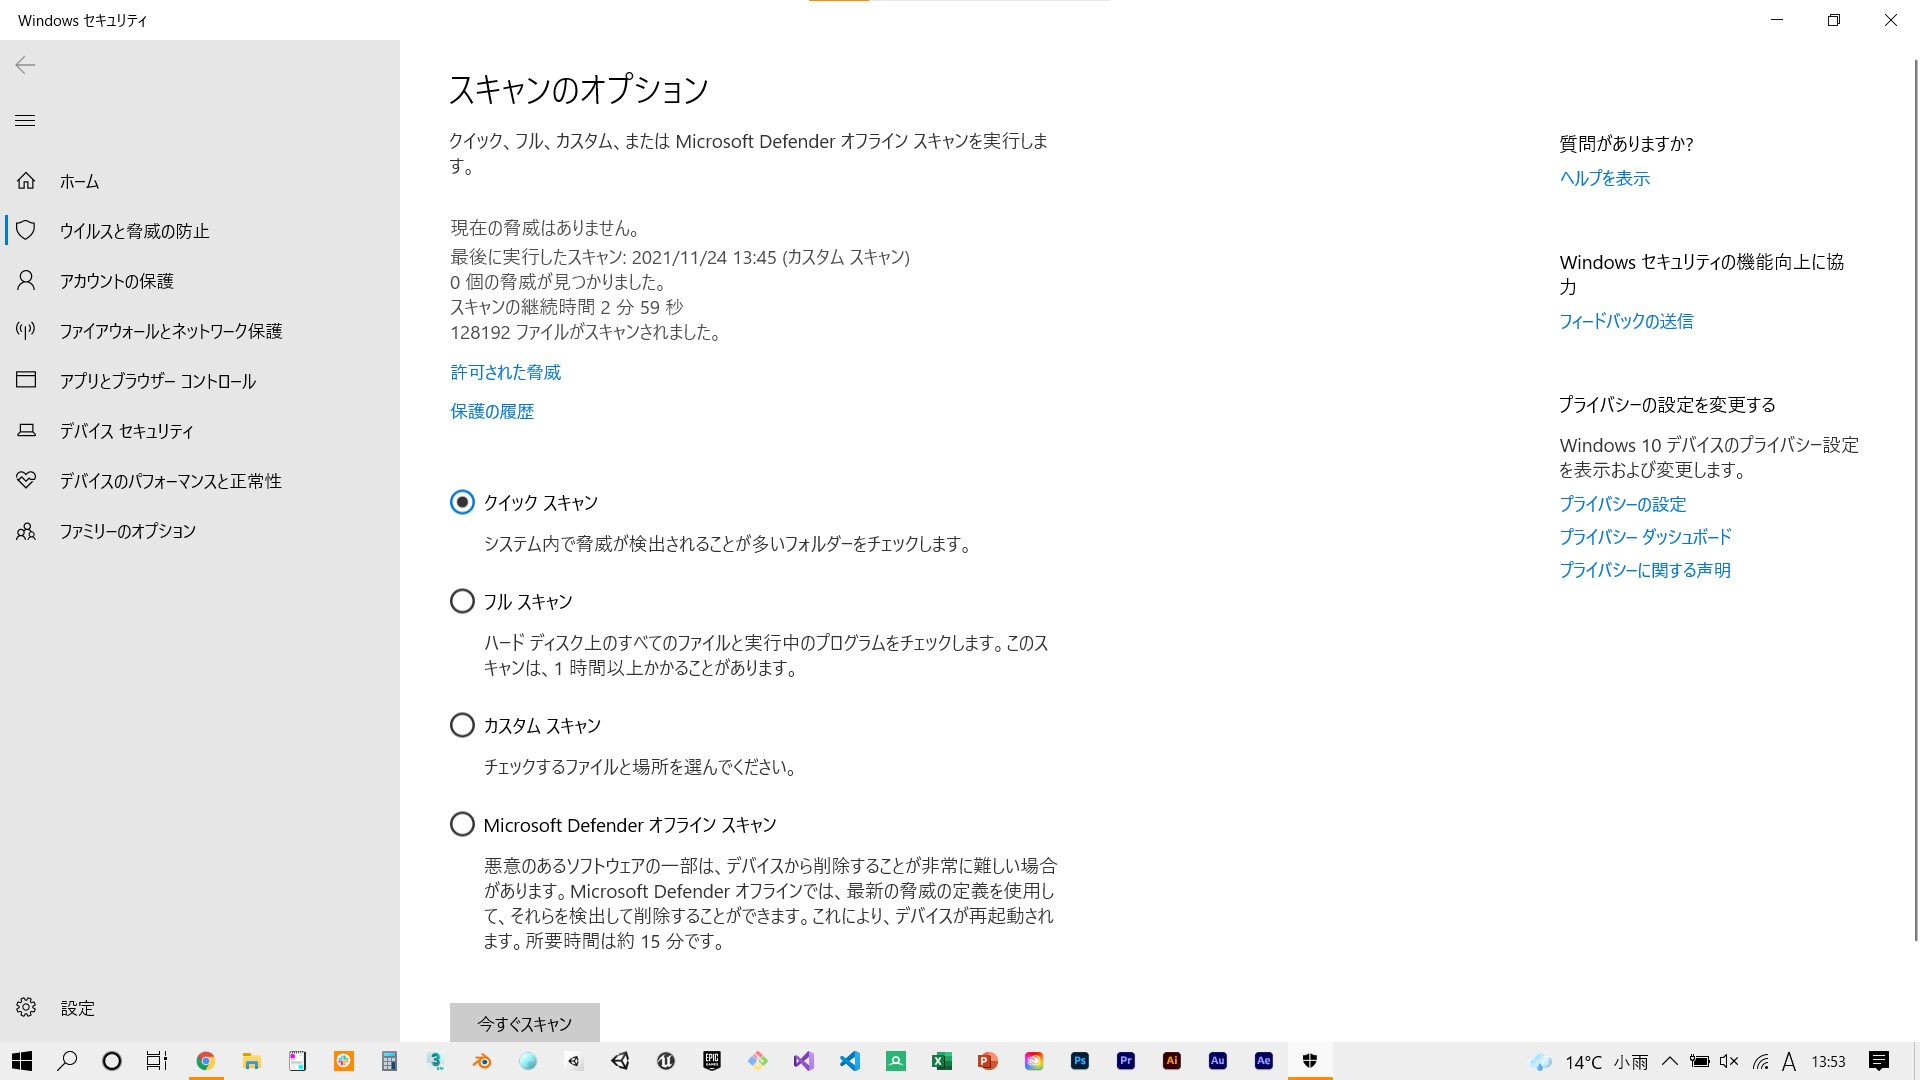 Windows セキュリティ
ホーム
ウイルスと脅威の防止
アカウントの保護
ファイアウォールとネットワーク保護
アプリとブラウザー コントロール
デバイス セキュリティ
デバイスのパフォーマンスと正常性
ファミリーのオプション
設定
スキャンのオプション
クイック、フル、カスタム、または Microsoft Defender オフライン スキャンを実行しま
す。
現在の脅威はありません。
最後に実行したスキャン: 2021/11/24 13:45 (カスタム スキャン)
0 個の脅威が見つかりました。
スキャンの継続時間 2 分 59 秒
128192 ファイルがスキャンされました。
許可された脅威
保護の履歴
クイック スキャン
システム内で脅威が検出されることが多いフォルダーをチェックします。
フル スキャン
ハード ディスク上のすべてのファイルと実行中のプログラムをチェックします。このス
キャンは、1 時間以上かかることがあります。
カスタム スキャン
チェックするファイルと場所を選んでください。
Microsoft Defender オフライン スキャン
悪意のあるソフトウェアの一部は、デバイスから削除することが非常に難しい場合
があります。Microsoft Defender オフラインでは、最新の脅威の定義を使用し
て、それらを検出して削除することができます。これにより、デバイスが再起動され
ます。所要時間は約 15 分です。
今すぐスキャン
質問がありますか?
ヘルプを表示
Windows セキュリティの機能向上に協
力
フィードバックの送信
プライバシーの設定を変更する
Windows 10 デバイスのプライバシー設定
を表示および変更します。
プライバシーの設定
プライバシー ダッシュボード
プライバシーに関する声明
3
EPIC
X
P
Ps
Pr
Ai
Au
Ae
14°C 小雨
A
13:53